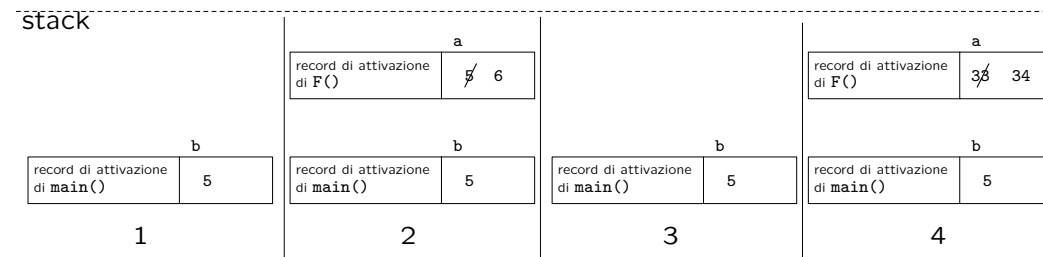 stack
b
record di attivazione
di main()
5
1
a
record di attivazione
di F()
5 6
b
record di attivazione
di main()
5
2
b
record di attivazione
di main()
5
3
a
record di attivazione
di F()
33 34
b
record di attivazione
di main()
5
4